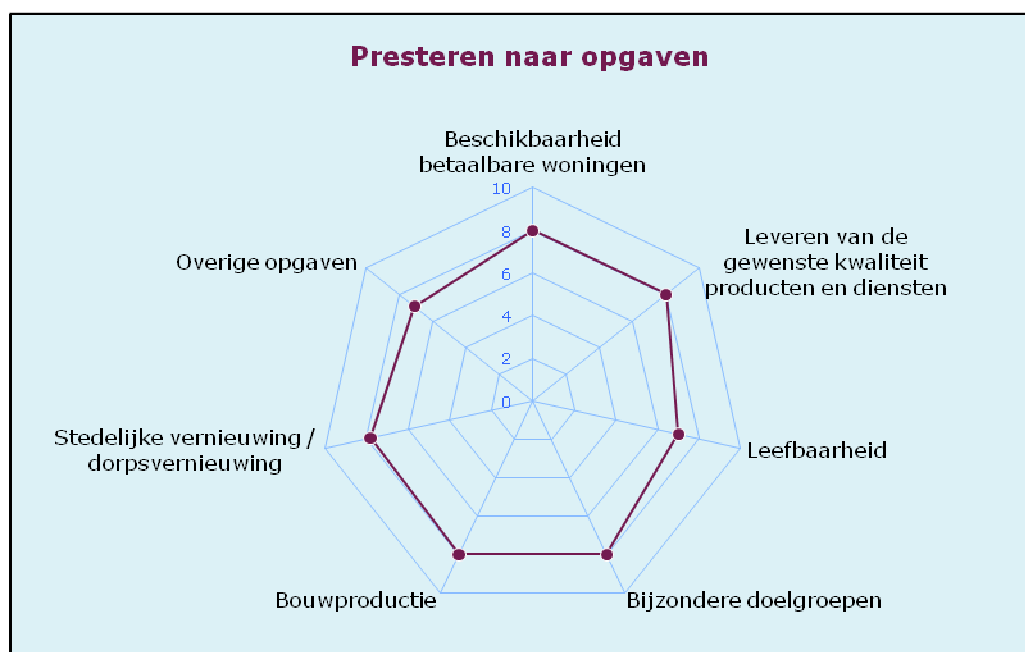 Presteren naar opgaven
Beschikbaarheid
betaalbare woningen
10
8
6
4
2
0
Leveren van de
gewenste kwaliteit
producten en diensten
Overige opgaven
Stedelijke vernieuwing /
dorpsvernieuwing
Leefbaarheid
Bouwproductie
Bijzondere doelgroepen